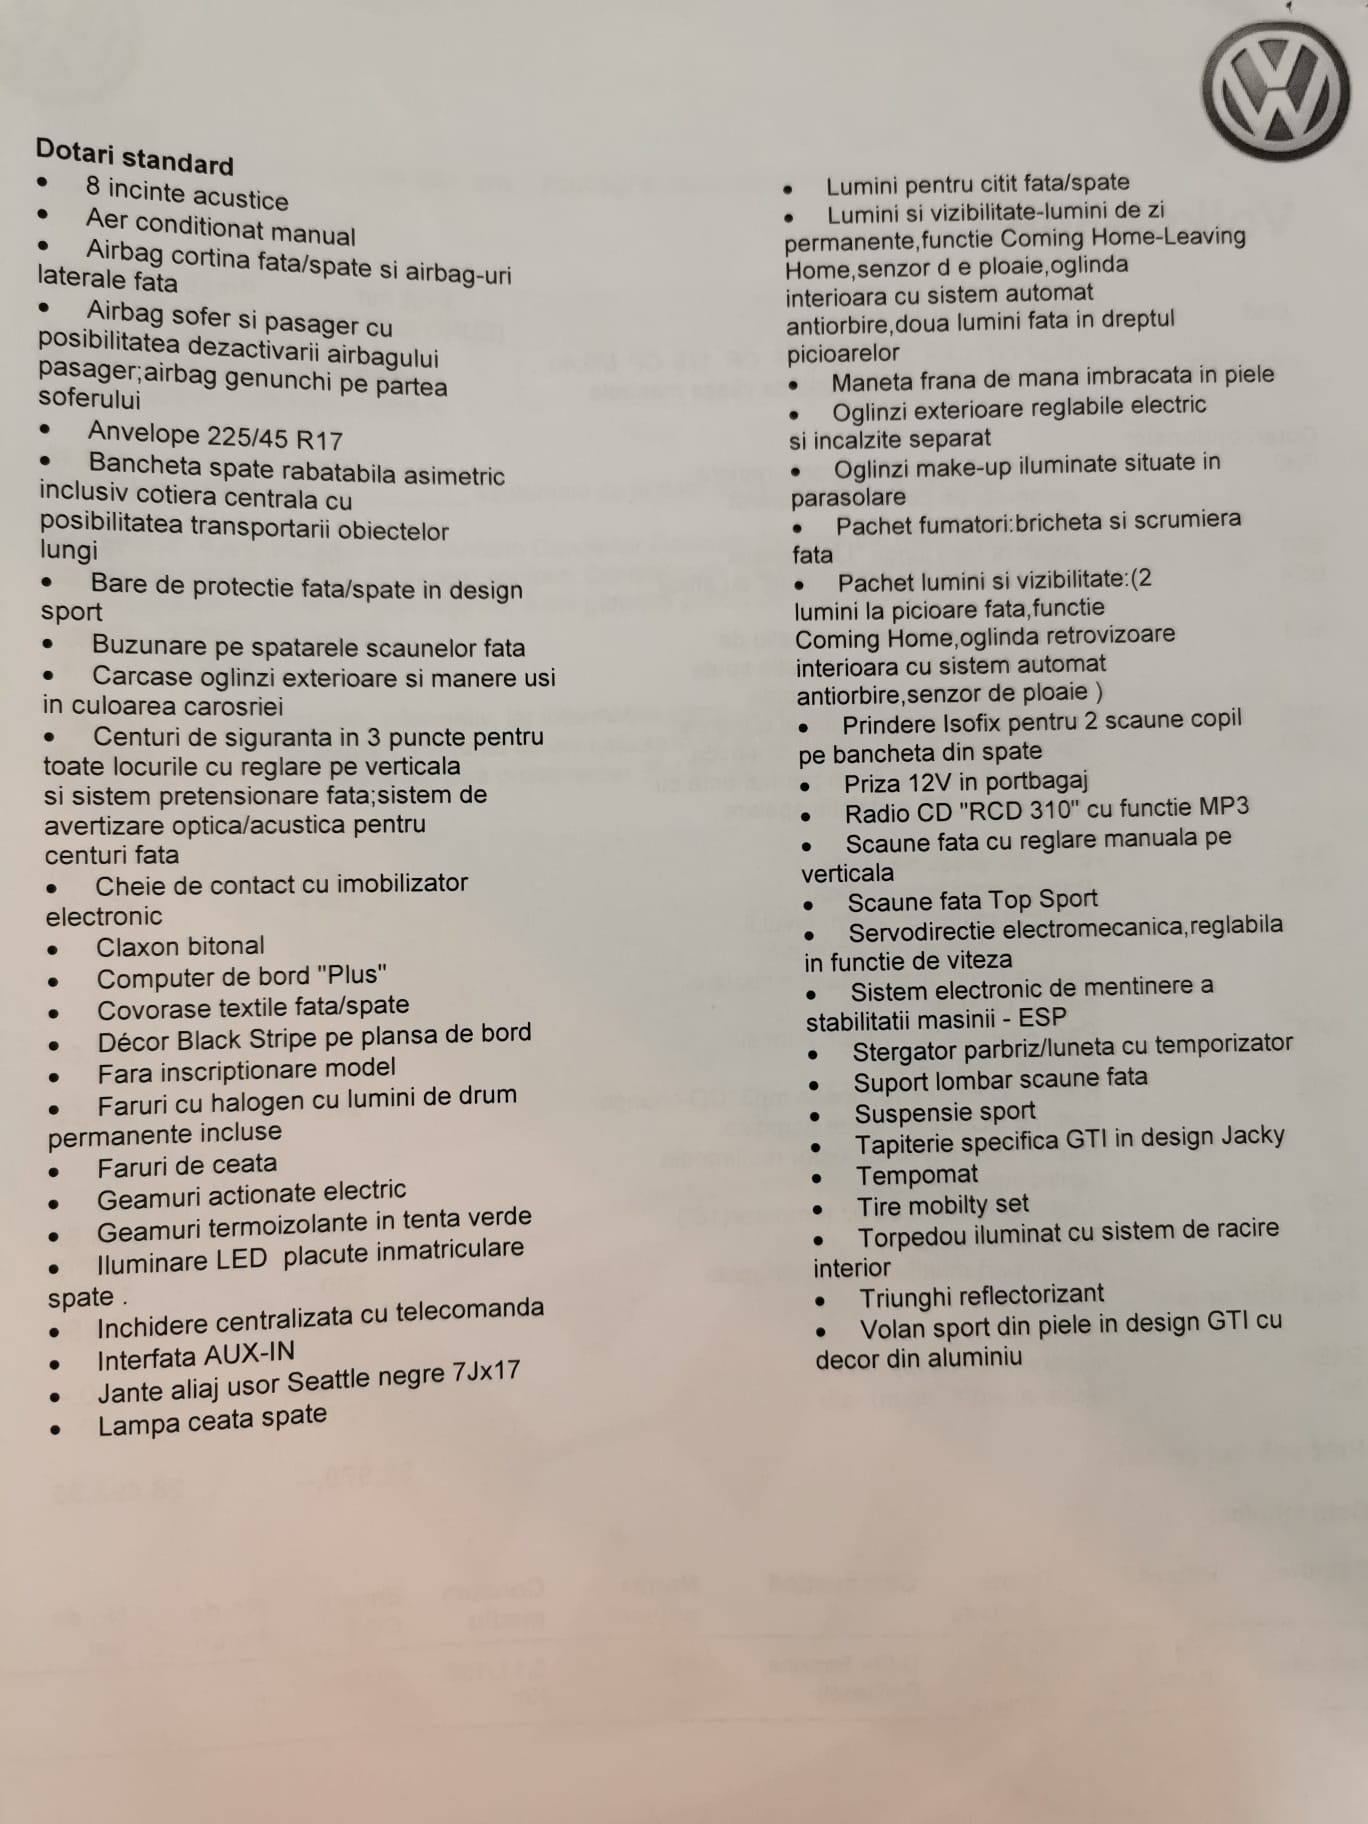 Dotari standard
• 8 incinte acustice
• Aer conditionat manual
• Airbag cortina fata/spate si airbag-uri
laterale fata
• Airbag sofer si pasager cu
posibilitatea dezactivarii airbagului
pasager;airbag genunchi pe partea
soferului
• Anvelope 225/45 R17
• Bancheta spate rabatabila asimetric
inclusiv cotiera centrala cu
posibilitatea transportarii obiectelor
lungi
• Bare de protectie fata/spate in design
sport
• Buzunare pe spatarele scaunelor fata
• Carcase oglinzi exterioare si manere usi
in culoarea carosriei
• Centuri de siguranta in 3 puncte pentru
toate locurile cu reglare pe verticala
si sistem pretensionare fata;sistem de
avertizare optica/acustica pentru
centuri fata
• Cheie de contact cu imobilizator
electronic
• Claxon bitonal
• Computer de bord "Plus"
• Covorase textile fata/spate
• Décor Black Stripe pe plansa de bord
• Fara inscriptionare model
• Faruri cu halogen cu lumini de drum
permanente incluse
• Faruri de ceata
• Geamuri actionate electric
• Geamuri termoizolante in tenta verde
• Iluminare LED  placute inmatriculare
spate .
• Inchidere centralizata cu telecomanda
• Interfata AUX-IN
• Jante aliaj usor Seattle negre 7Jx17
• Lampa ceata spate
• Lumini pentru citit fata/spate
• Lumini si vizibilitate-lumini de zi
permanente,functie Coming Home-Leaving
Home,senzor d e ploaie,oglinda
interioara cu sistem automat
antiorbire,doua lumini fata in dreptul
picioarelor
• Maneta frana de mana imbracata in piele
• Oglinzi exterioare reglabile electric
si incalzite separat
• Oglinzi make-up iluminate situate in
parasolare
• Pachet fumatori:bricheta si scrumiera
fata
• Pachet lumini si vizibilitate:(2
lumini la picioare fata,functie
Coming Home,oglinda retrovizoare
interioara cu sistem automat
antiorbire,senzor de ploaie )
• Prindere Isofix pentru 2 scaune copil
pe bancheta din spate
• Priza 12V in portbagaj
• Radio CD "RCD 310" cu functie MP3
• Scaune fata cu reglare manuala pe
verticala
• Scaune fata Top Sport
• Servodirectie electromecanica,reglabila
in functie de viteza
• Sistem electronic de mentinere a
stabilitatii masinii - ESP
• Stergator parbriz/luneta cu temporizator
• Suport lombar scaune fata
• Suspensie sport
• Tapiterie specifica GTI in design Jacky
• Tempomat
• Tire mobilty set
• Torpedou iluminat cu sistem de racire
interior
• Triunghi reflectorizant
• Volan sport din piele in design GTI cu
decor din aluminiu